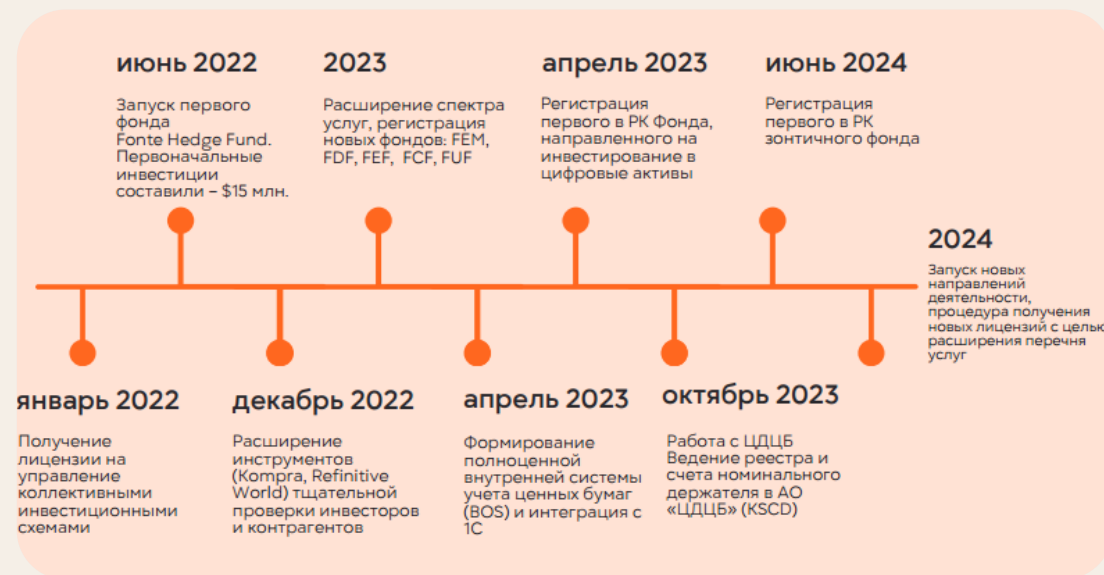 июнь 2022
Запуск первого
фонда
Fonte Hedge Fund.
Первоначальные
инвестиции
составили – $15 млн.
2023
Расширение спектра
услуг, регистрация
новых фондов: FEM,
FDF, FEF, FCF, FUF
апрель 2023
Регистрация
первого в РК Фонда,
направленного на
инвестирование в
цифровые активы
июнь 2024
Регистрация
первого в РК
зонтичного фонда
2024
Запуск новых
направлений
деятельности,
процедура получения
новых лицензий с целью
расширения перечня
услуг
январь 2022
Получение
лицензии на
управление
коллективными
инвестиционными
схемами
декабрь 2022
Расширение
инструментов
(Kompra, Refinitive
World) тщательной
проверки инвесторов
и контрагентов
апрель 2023
Формирование
полноценной
внутренней системы
учета ценных бумаг
(BOS) и интеграция с
1С
октябрь 2023
Работа с ЦДЦБ
Ведение реестра и
счета номинального
держателя в АО
«ЦДЦБ» (KSCD)